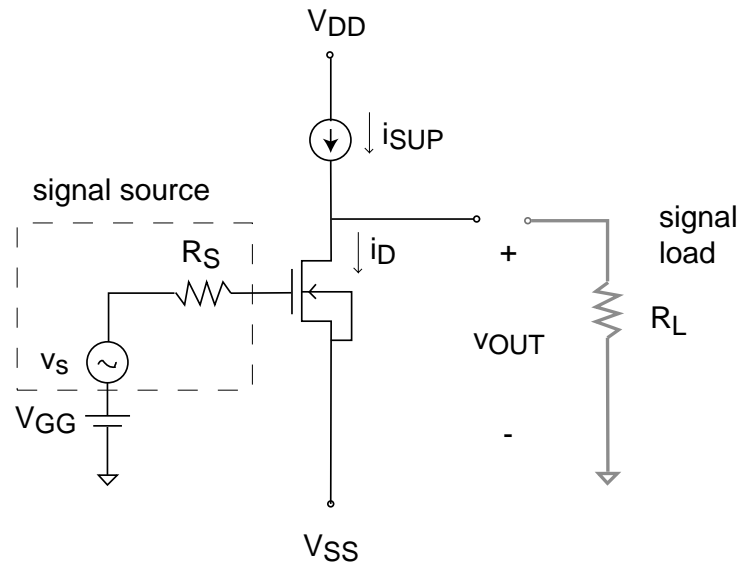 VDD
iSUP
signal source
signal
load
RS
iD
+
RL
vs
vOUT
VGG
-
VSS